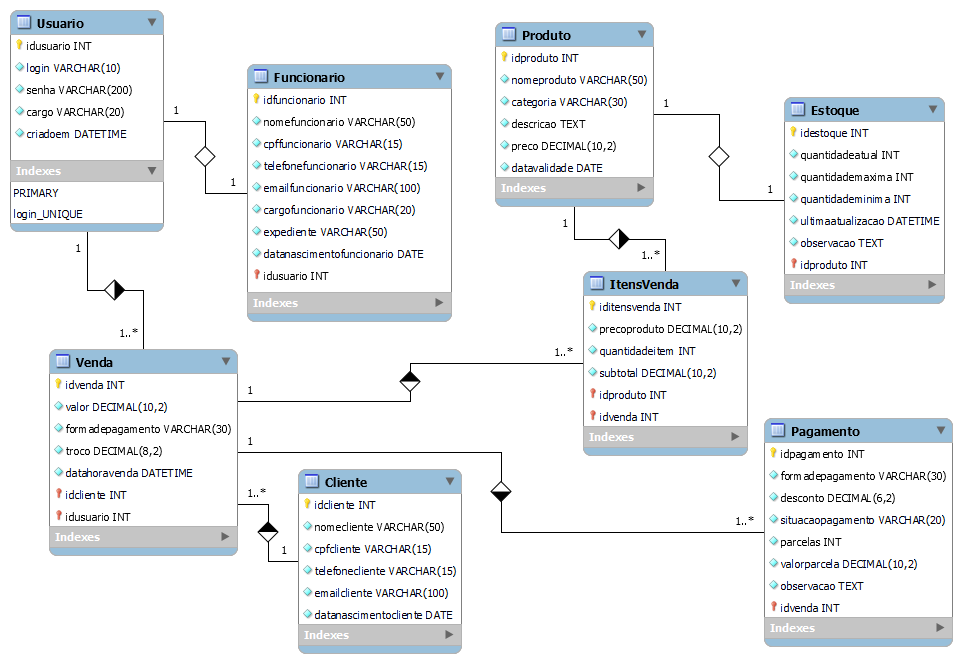 Usuario
idusuario INT
login VARCHAR(10)
senha VARCHAR(200)
cargo VARCHAR(20)
criadoem DATETIME
Indexes
PRIMARY
login_UNIQUE
1
1
Funcionario
idfuncionario INT
nomefuncionario VARCHAR(50)
cpffuncionario VARCHAR(15)
telefonefuncionario VARCHAR(15)
emailfuncionario VARCHAR(100)
cargofuncionario VARCHAR(20)
expediente VARCHAR(50)
datanascimentofuncionario DATE
idusuario INT
Indexes
Produto
idproduto INT
nomeproduto VARCHAR(50)
categoria VARCHAR(30)
descricao TEXT
preco DECIMAL(10,2)
datavalidade DATE
Indexes
1
1
Estoque
idestoque INT
quantidadeatual INT
quantidademaxima INT
quantidademinima INT
ultimaatualizacao DATETIME
observacao TEXT
idproduto INT
Indexes
1
1..*
1
1..*
ItensVenda
iditensvenda INT
precoproduto DECIMAL(10,2)
quantidadeitem INT
subtotal DECIMAL(10,2)
idproduto INT
idvenda INT
Indexes
Venda
idvenda INT
valor DECIMAL(10,2)
formadepagamento VARCHAR(30)
troco DECIMAL(8,2)
datahoravenda DATETIME
idcliente INT
idusuario INT
Indexes
1
1..*
1
1..*
1..*
1
Cliente
idcliente INT
nomecliente VARCHAR(50)
cpfcliente VARCHAR(15)
telefonecliente VARCHAR(15)
emailcliente VARCHAR(100)
datanascimentocliente DATE
Indexes
Pagamento
idpagamento INT
formadepagamento VARCHAR(30)
desconto DECIMAL(6,2)
situacaopagamento VARCHAR(20)
parcelas INT
valorparcela DECIMAL(10,2)
observacao TEXT
idvenda INT
Indexes